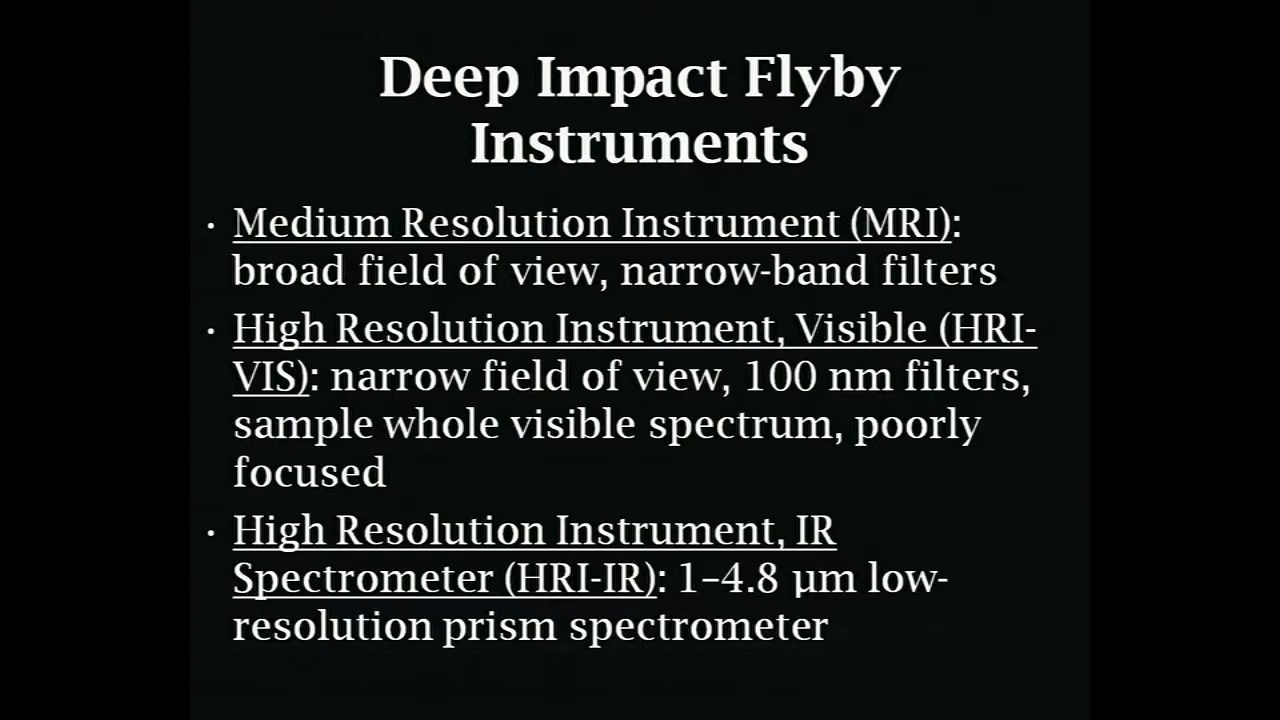 Deep Impact Flyby
Instruments
• Medium Resolution Instrument (MRI):
broad field of view, narrow-band filters
• High Resolution Instrument, Visible (HRI-
VIS): narrow field of view, 100 nm filters,
sample whole visible spectrum, poorly
focused
• High Resolution Instrument, IR
Spectrometer (HRI-IR): 1–4.8 µm low-
resolution prism spectrometer